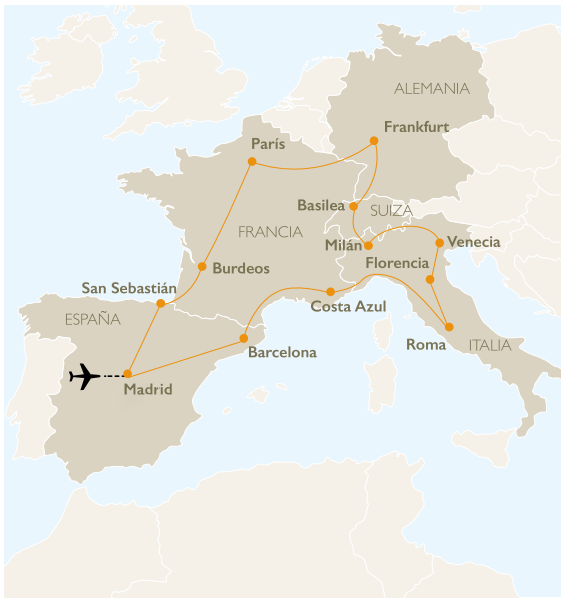 ALEMANIA
Frankfurt
París
Basilea
SUIZA
FRANCIA
Milán
Venecia
Florencia
Burdeos
San Sebastián
Costa Azul
ESPAÑA
Roma
ITALIA
Barcelona
Madrid